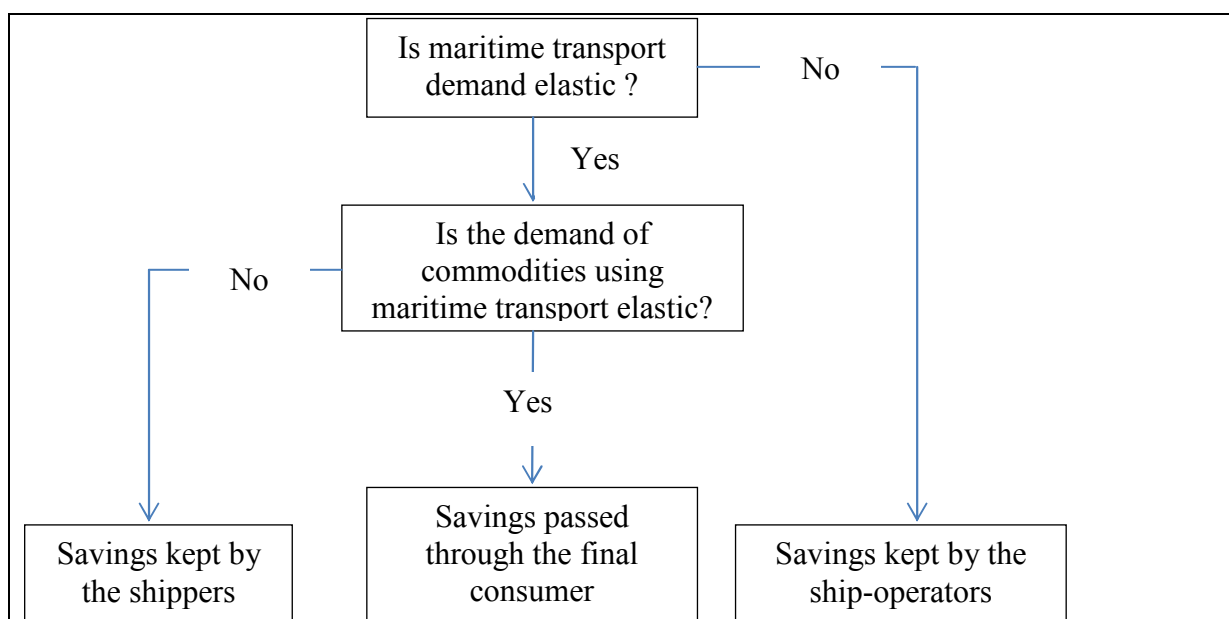 Is maritime transport
demand elastic ?
No
Yes
Is the demand of
commodities using
maritime transport elastic?
No
Yes
Savings kept by
the shippers
Savings passed
through the final
consumer
Savings kept by the
ship-operators